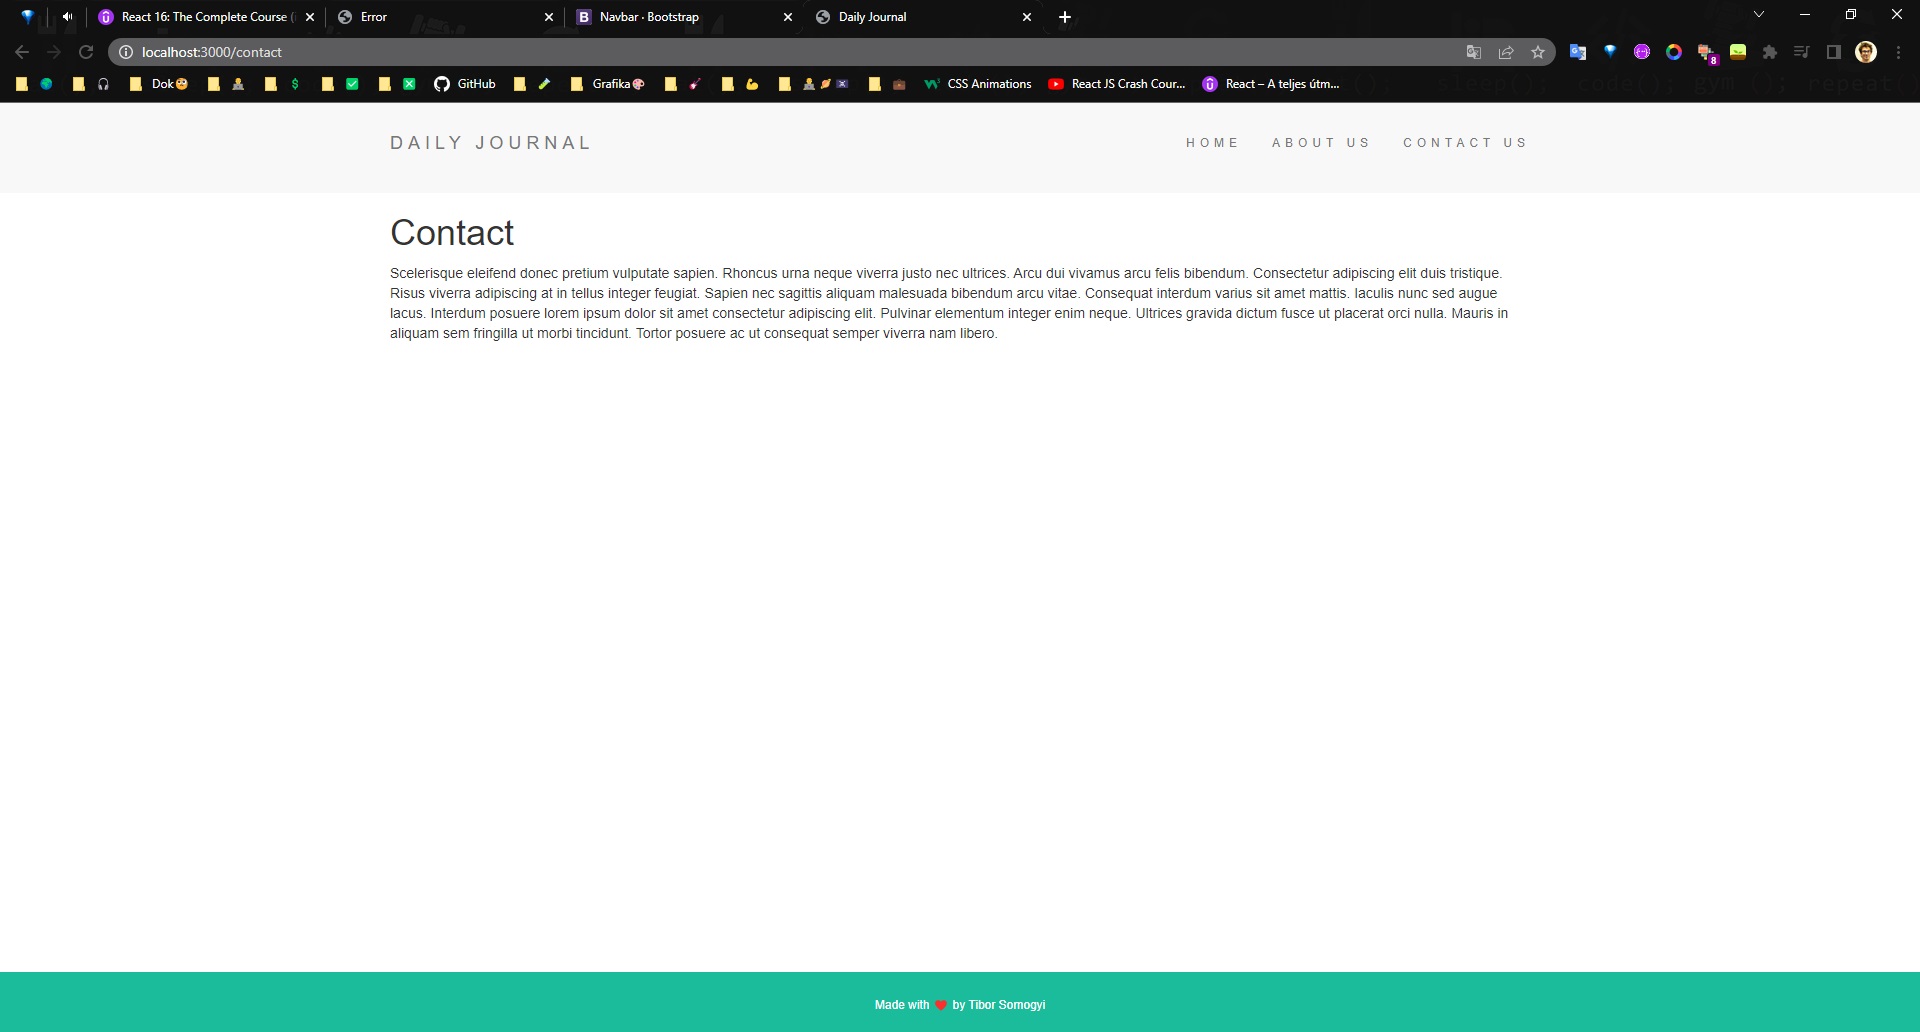 React 16: The Complete Course (i
Error
Navbar · Bootstrap
Daily Journal
localhost:3000/contact
8
Dok
$
GitHub
Grafika
CSS Animations
React JS Crash Cour...
React – A teljes útm...
sleep(); code(); gym(); repeat()
DAILY JOURNAL
HOME
ABOUT US
CONTACT US
Contact
Scelerisque eleifend donec pretium vulputate sapien. Rhoncus urna neque viverra justo nec ultrices. Arcu dui vivamus arcu felis bibendum. Consectetur adipiscing elit duis tristique.
Risus viverra adipiscing at in tellus integer feugiat. Sapien nec sagittis aliquam malesuada bibendum arcu vitae. Consequat interdum varius sit amet mattis. Iaculis nunc sed augue
lacus. Interdum posuere lorem ipsum dolor sit amet consectetur adipiscing elit. Pulvinar elementum integer enim neque. Ultrices gravida dictum fusce ut placerat orci nulla. Mauris in
aliquam sem fringilla ut morbi tincidunt. Tortor posuere ac ut consequat semper viverra nam libero.
Made with ❤️ by Tibor Somogyi